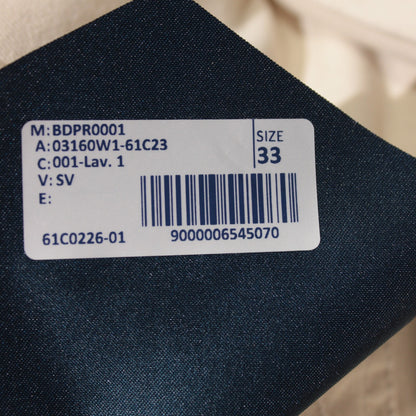 M: BDPR0001
A: 03160W1-61C23
C: 001-Lav. 1
V: SV
E:
SIZE
33
61C0226-01
9000006545070